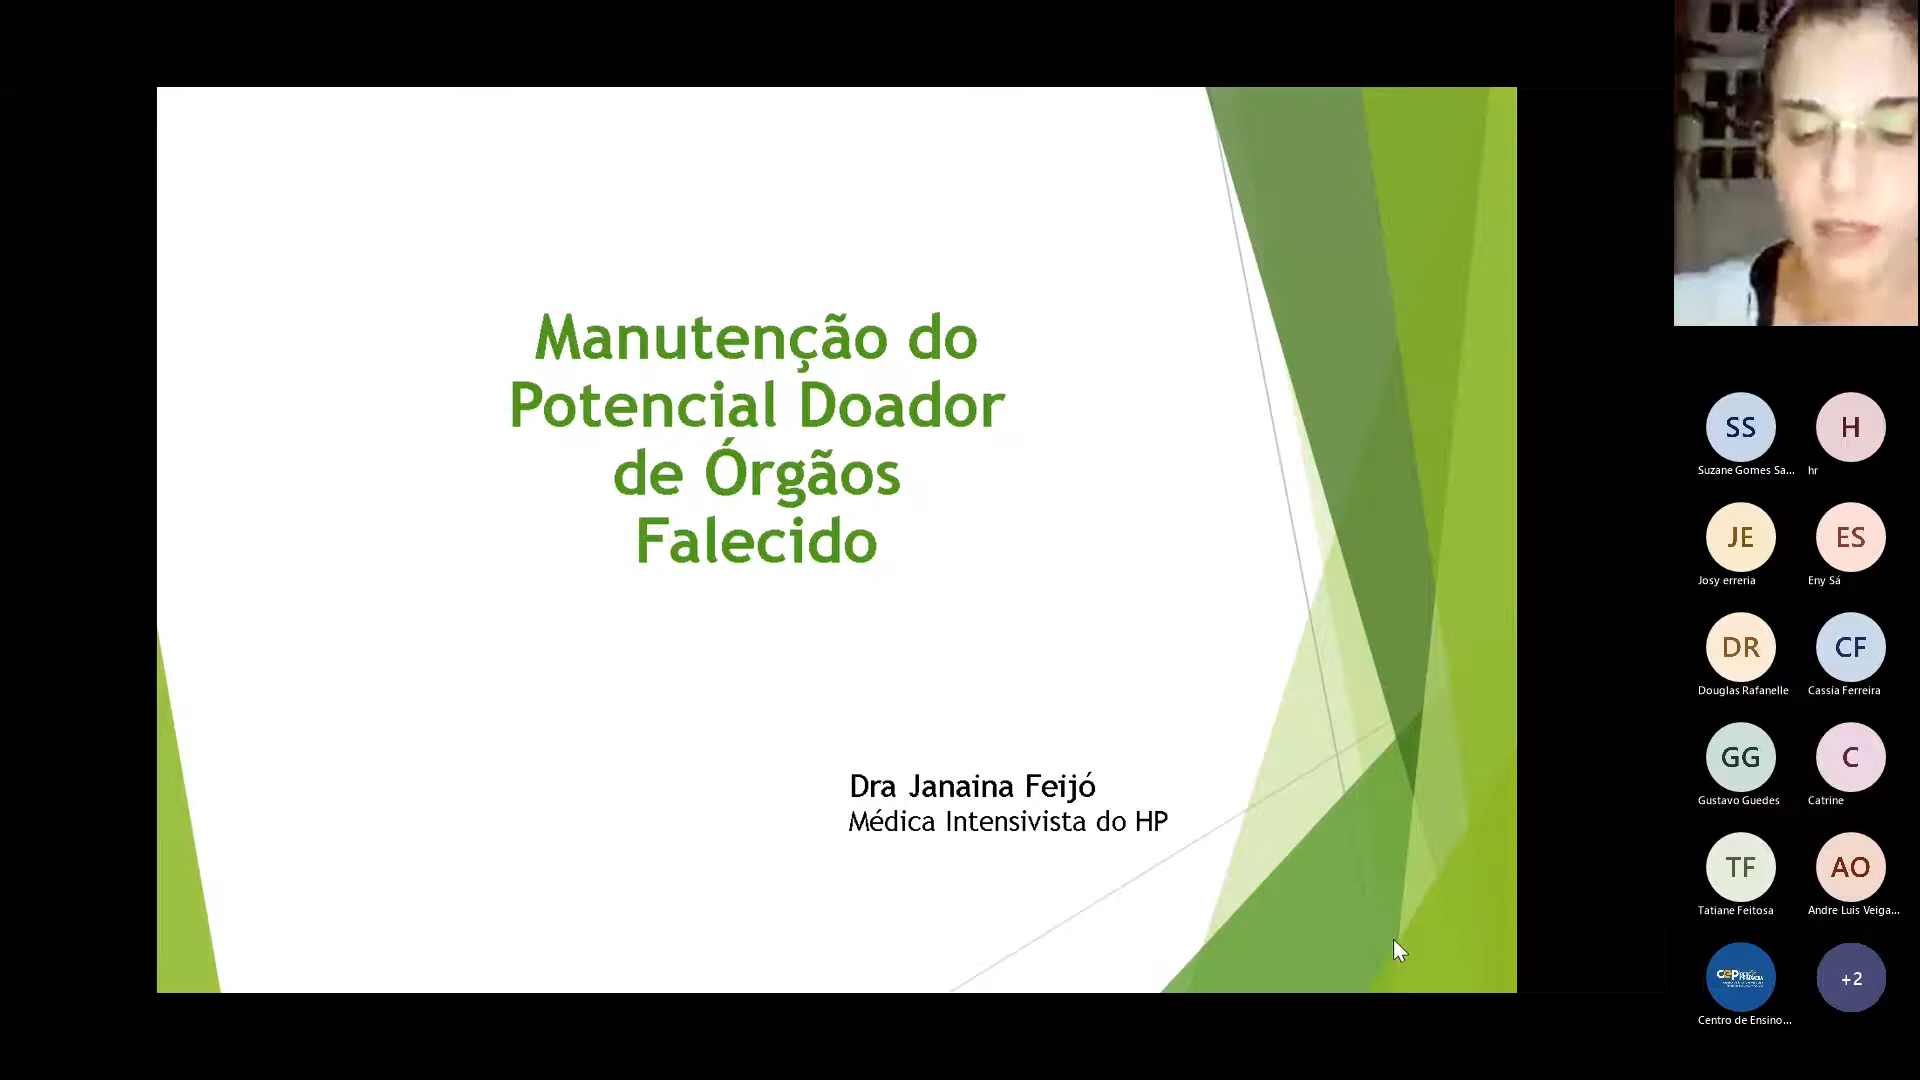 Manutenção do
Potencial Doador
de Órgãos
Falecido
Dra Janaina Feijó
Médica Intensivista do HP
SS
Suzane Gomes Sa...
H
hr
JE
Josy erreria
ES
Eny Sá
DR
Douglas Rafanelle
CF
Cassia Ferreira
GG
Gustavo Guedes
C
Catrine
TF
Tatiane Feitosa
AO
Andre Luis Veiga...
cep
Centro de Ensino...
+2